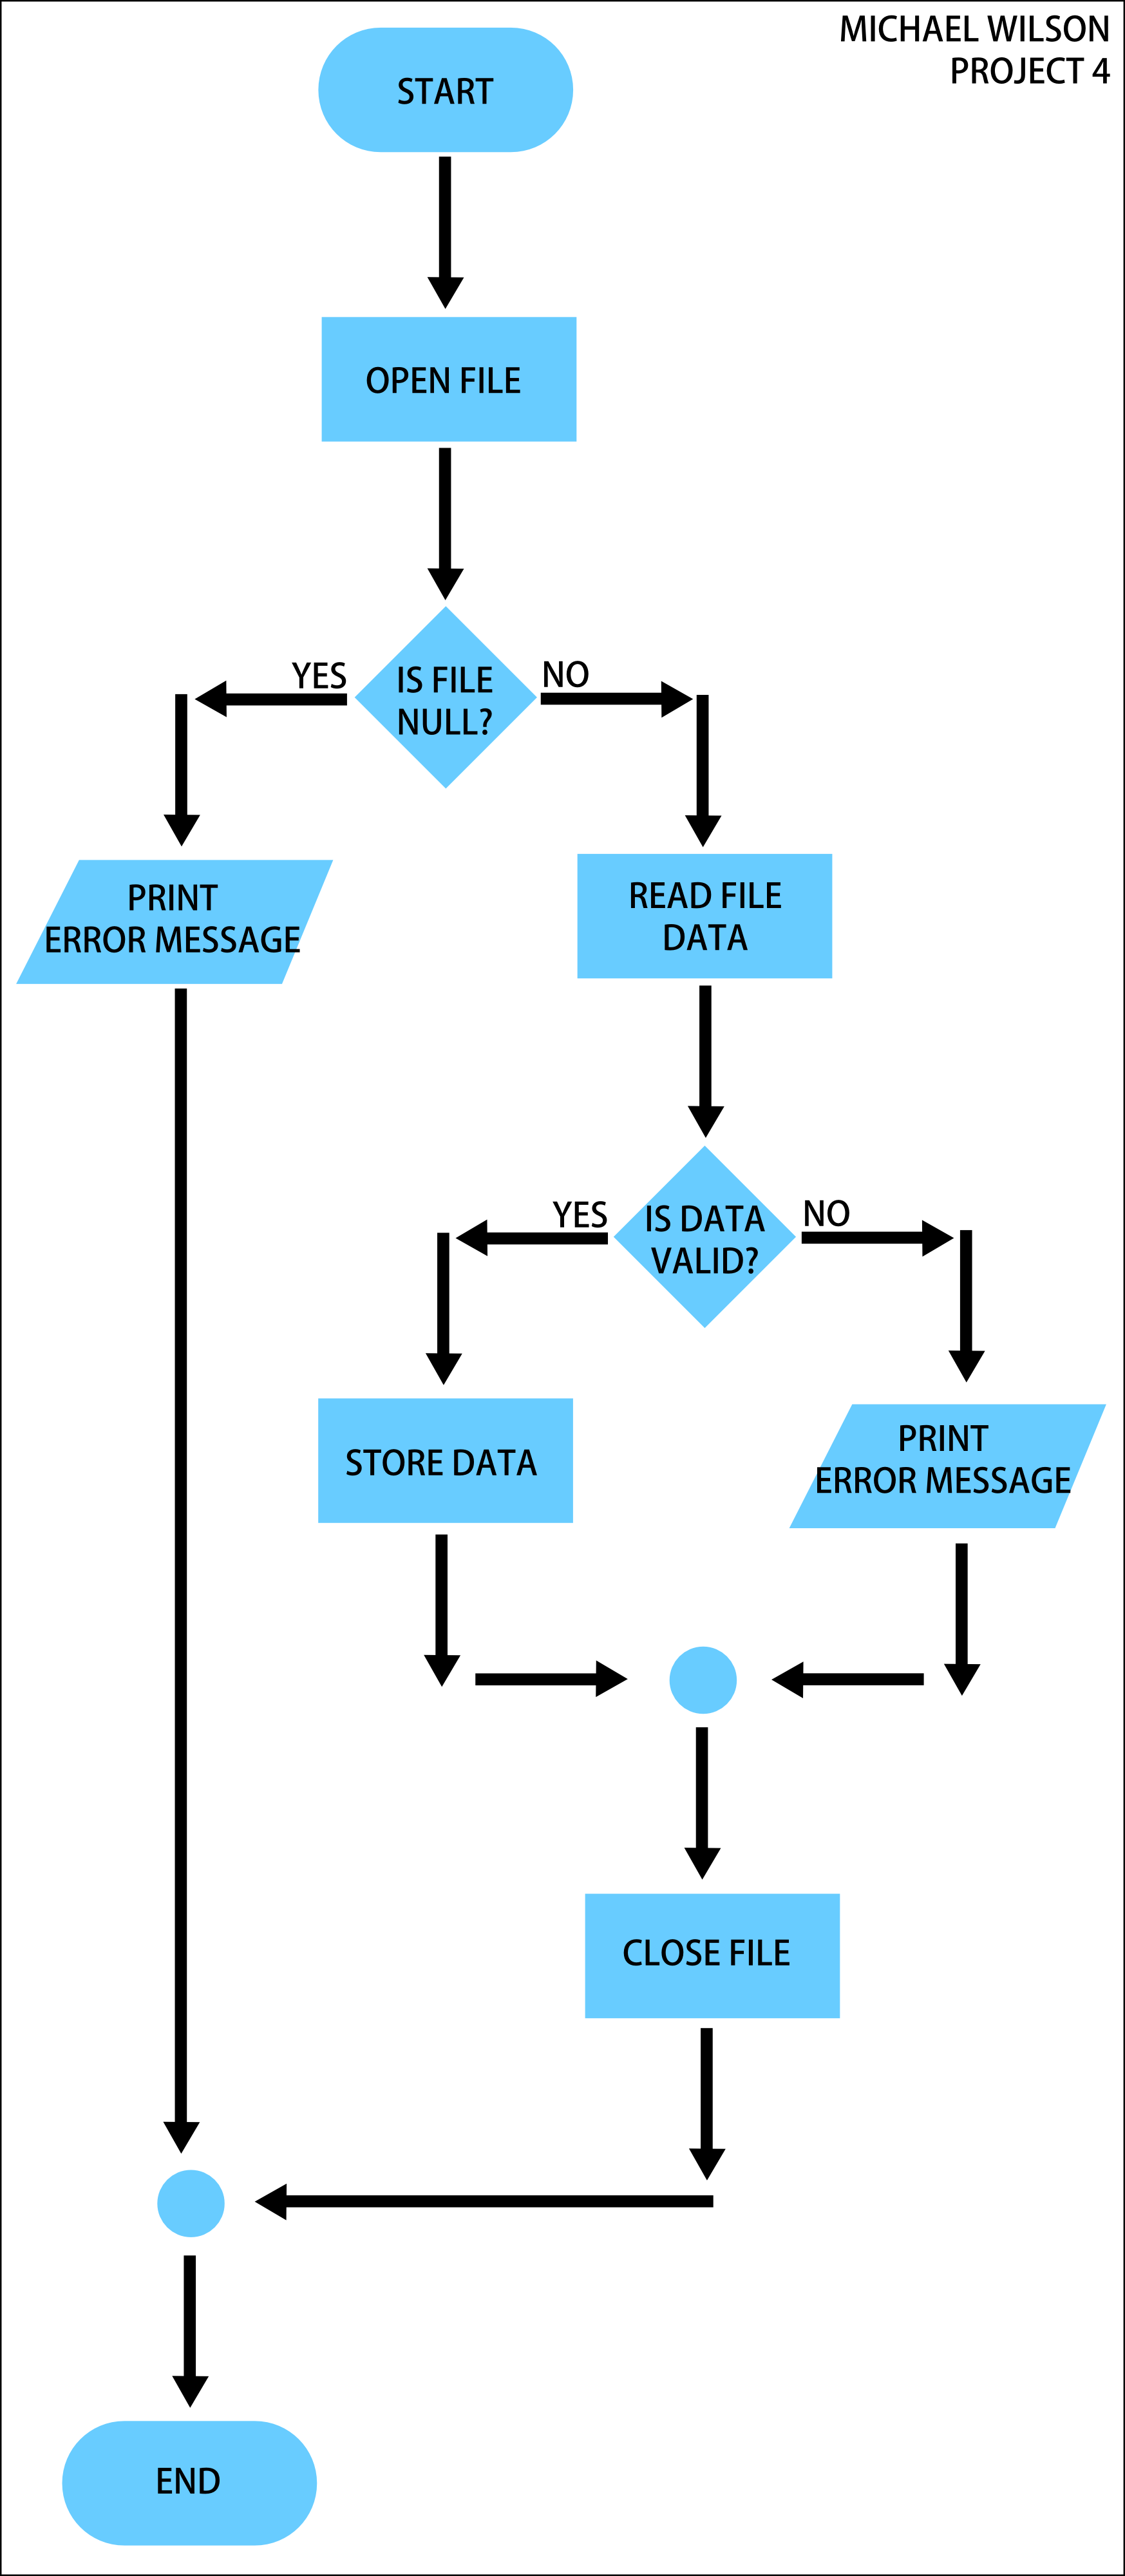 MICHAEL WILSON
PROJECT 4
START
OPEN FILE
IS FILE
NULL?
YES
NO
PRINT
ERROR MESSAGE
READ FILE
DATA
IS DATA
VALID?
YES
NO
STORE DATA
PRINT
ERROR MESSAGE
CLOSE FILE
END